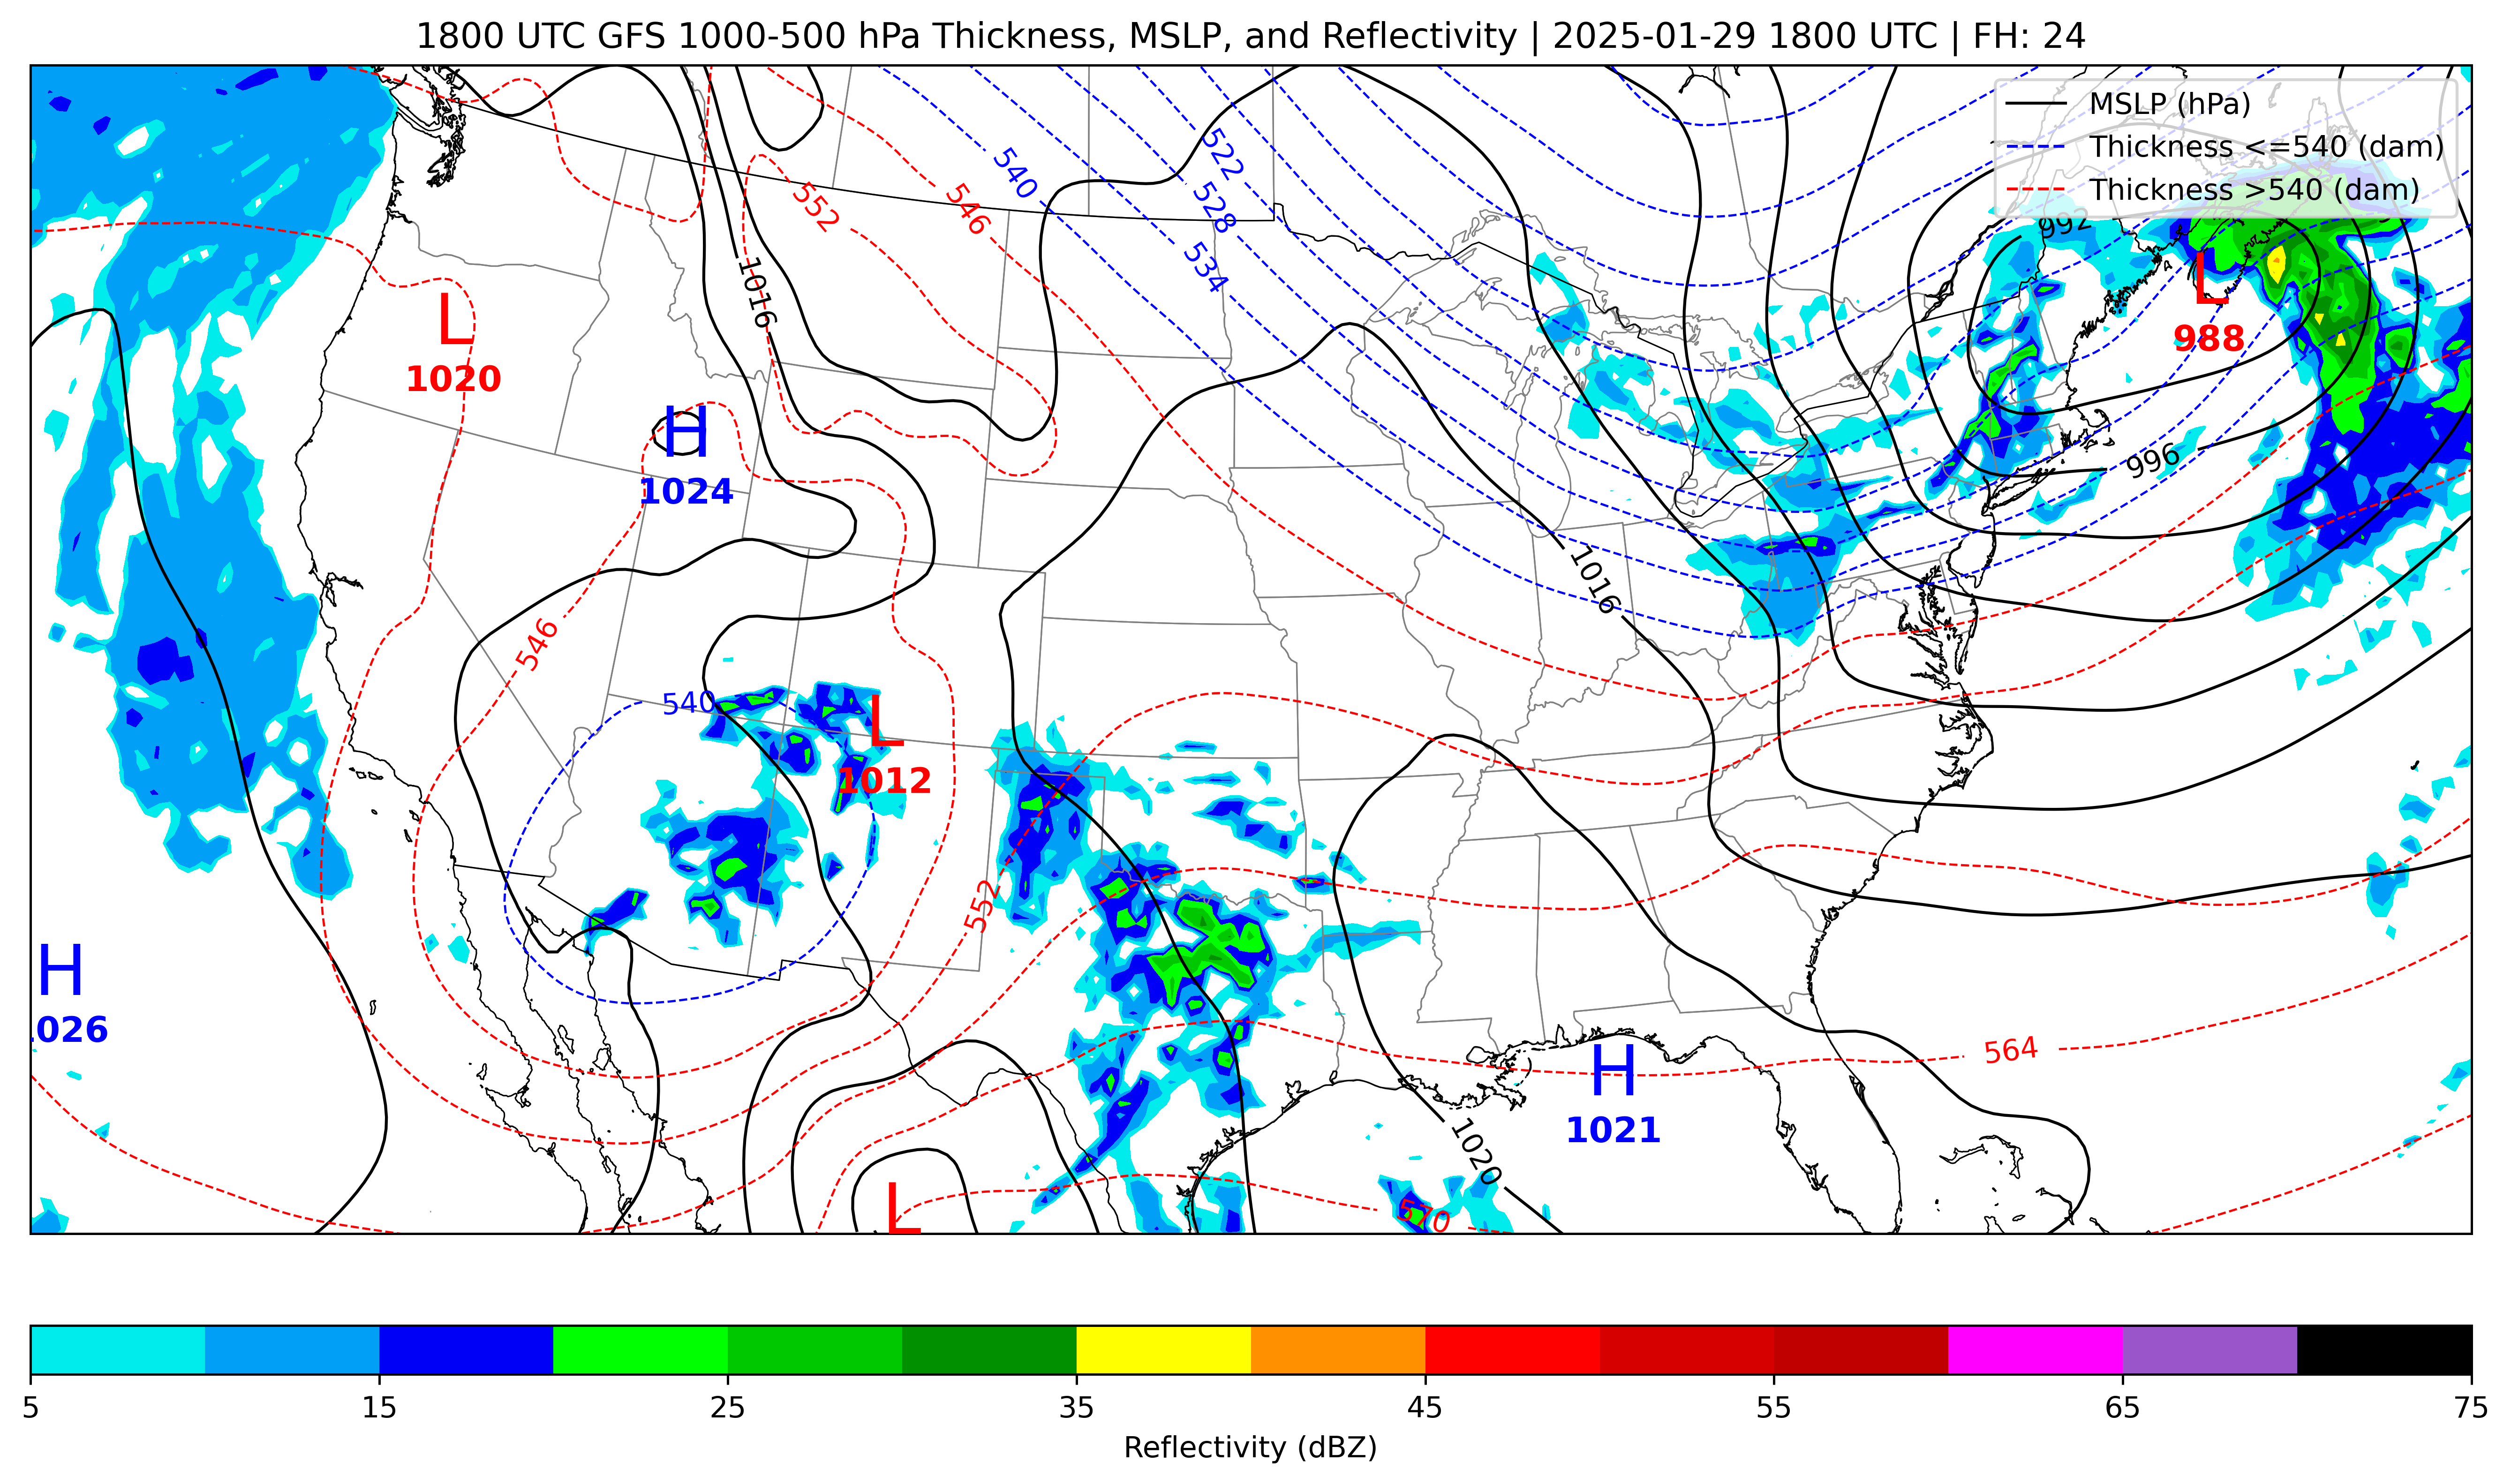 1800 UTC GFS 1000-500 hPa Thickness, MSLP, and Reflectivity | 2025-01-29 1800 UTC | FH: 24
MSLP (hPa)
Thickness <=540 (dam)
Thickness >540 (dam)
522
540
552
546
528
992
534
1016
L
988
L
1020
H
1024
996
1016
546
540
L
1012
552
H
026
564
H
1021
1020
L
570
5
15
25
35
45
55
65
75
Reflectivity (dBZ)